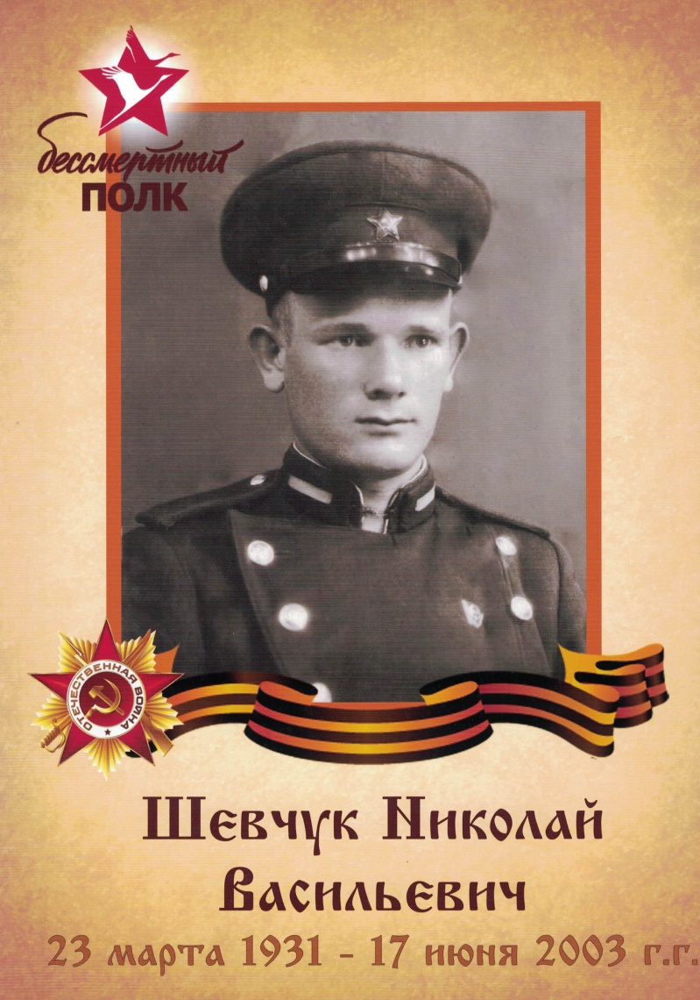 бессмертный
ПОЛК
ОТЕЧЕСТВЕННАЯ ВОЙНА
Шевчук Николай
Васильевич
23 марта 1931 - 17 июня 2003 г.г.